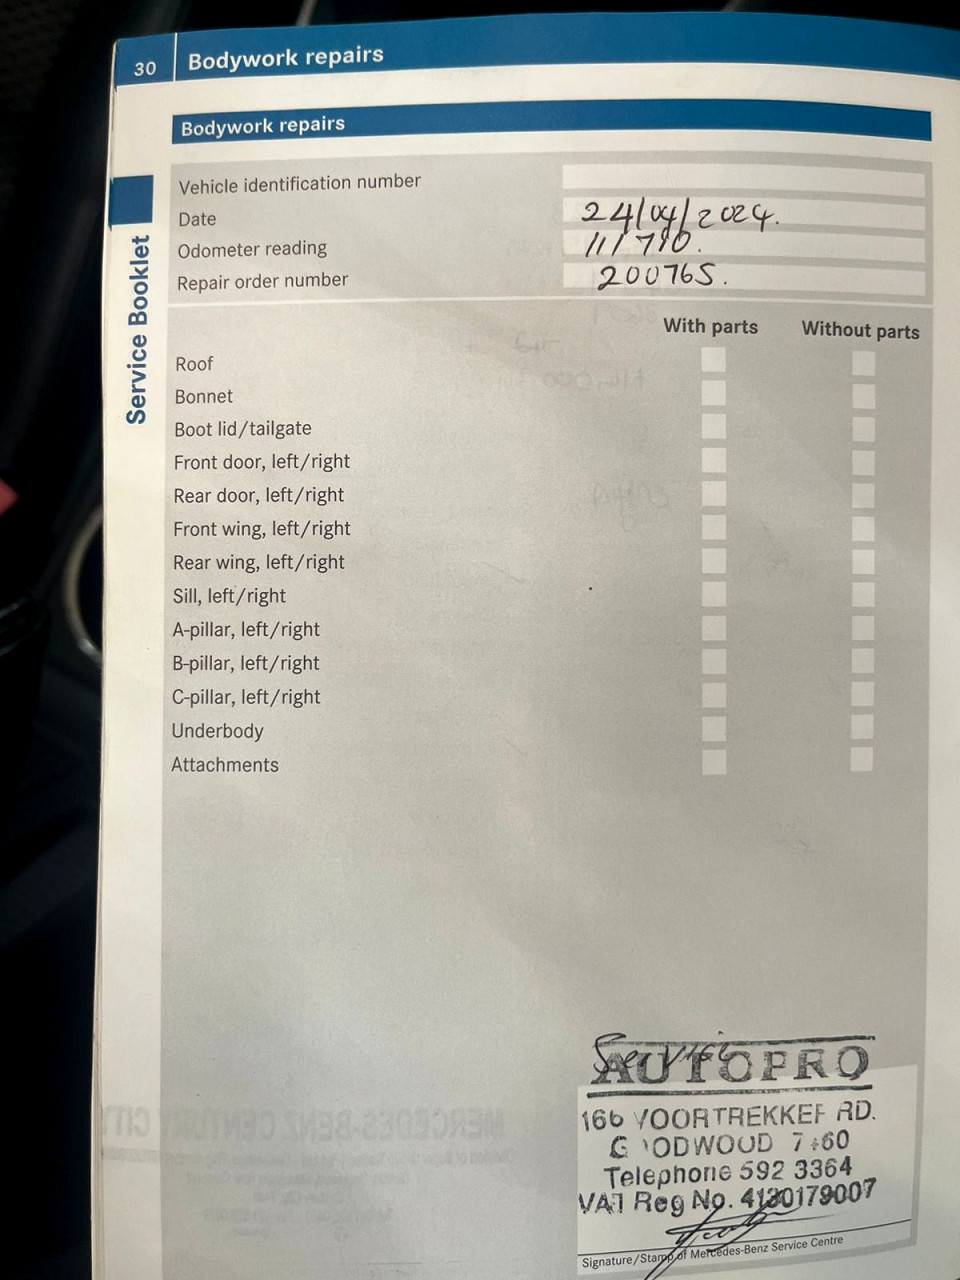 30 Bodywork repairs
Bodywork repairs
Service Booklet
Vehicle identification number
Date 24/04/2024.
Odometer reading 111790.
Repair order number 200765.
With parts Without parts
Roof
Bonnet
Boot lid/tailgate
Front door, left/right
Rear door, left/right
Front wing, left/right
Rear wing, left/right
Sill, left/right
A-pillar, left/right
B-pillar, left/right
C-pillar, left/right
Underbody
Attachments
Service
AUTOPRO
166 VOORTREKKER RD.
GOODWOOD 7460
Telephone 592 3364
VAT Reg No. 4130179007
Signature/Stamp of Mercedes-Benz Service Centre